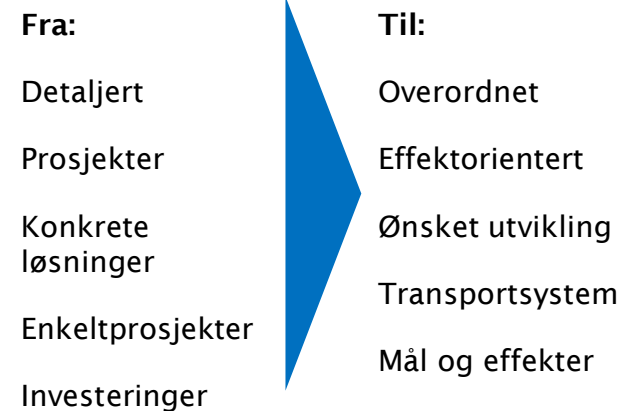 Fra:
Detaljert
Prosjekter
Konkrete
løsninger
Enkeltprosjekter
Investeringer
Til:
Overordnet
Effektorientert
Ønsket utvikling
Transportsystem
Mål og effekter